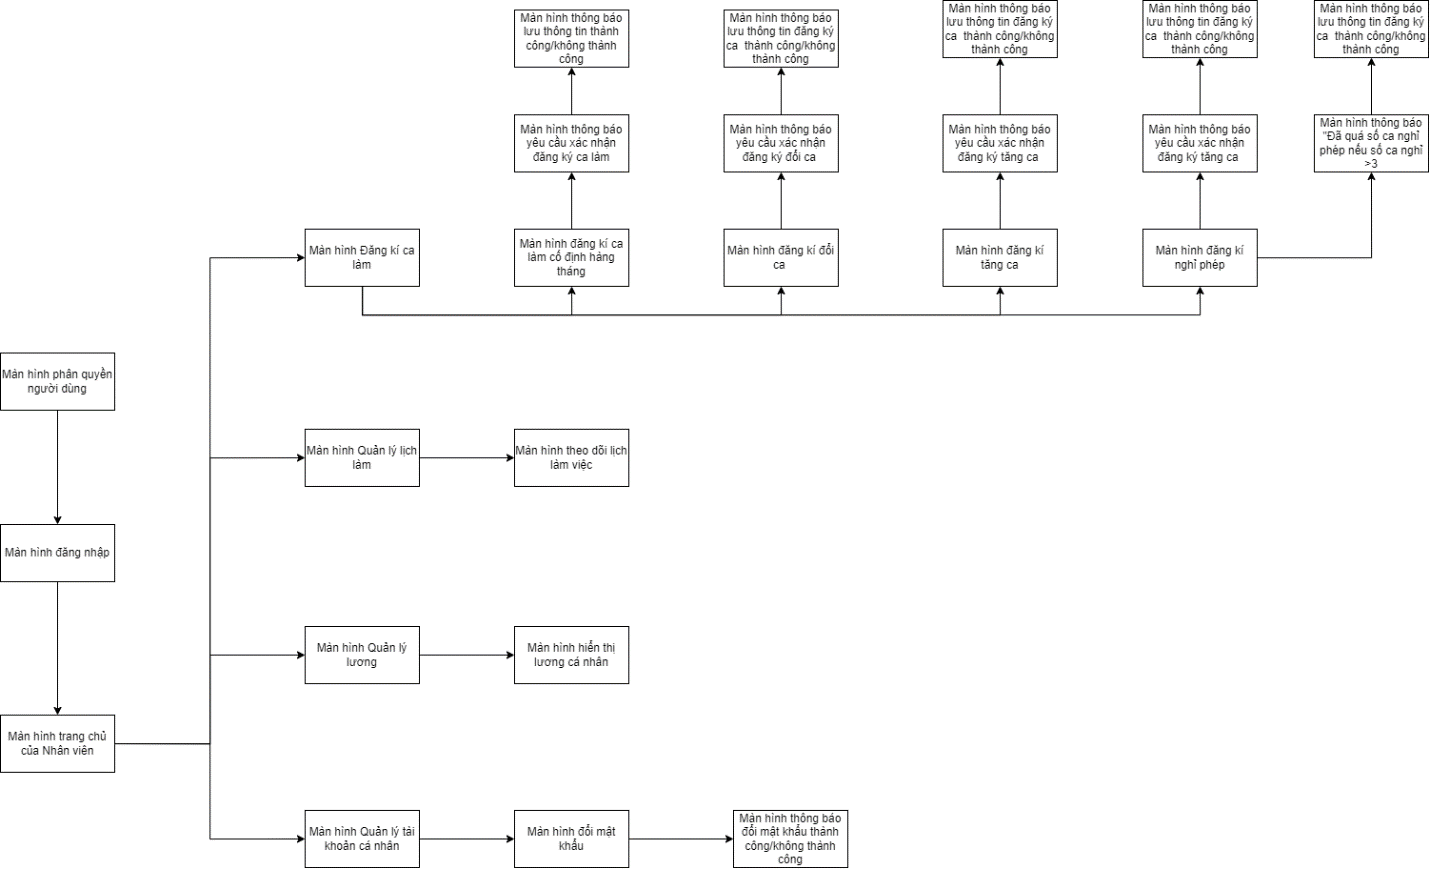 Màn hình thông báo
lưu thông tin thành
công/không thành
công
Màn hình thông báo
lưu thông tin đăng ký
ca  thành công/không
thành công
Màn hình thông báo
lưu thông tin đăng ký
ca  thành công/không
thành công
Màn hình thông báo
lưu thông tin đăng ký
ca  thành công/không
thành công
Màn hình thông báo
lưu thông tin đăng ký
ca  thành công/không
thành công
Màn hình thông báo
yêu cầu xác nhận
đăng ký ca làm
Màn hình thông báo
yêu cầu xác nhận
đăng ký đổi ca
Màn hình thông báo
yêu cầu xác nhận
đăng ký tăng ca
Màn hình thông báo
yêu cầu xác nhận
đăng ký tăng ca
Màn hình thông báo
"Đã quá số ca nghỉ
phép nếu số ca nghỉ
>3
Màn hình Đăng kí ca
làm
Màn hình đăng kí ca
làm cố định hàng
tháng
Màn hình đăng kí đổi
ca
Màn hình đăng kí
tăng ca
Màn hình đăng kí
nghỉ phép
Màn hình phân quyền
người dùng
Màn hình Quản lý lịch
làm
Màn hình theo dõi lịch
làm việc
Màn hình đăng nhập
Màn hình Quản lý
lương
Màn hình hiển thị
lương cá nhân
Màn hình trang chủ
của Nhân viên
Màn hình Quản lý tài
khoản cá nhân
Màn hình đổi mật
khẩu
Màn hình thông báo
đổi mật khẩu thành
công/không thành
công